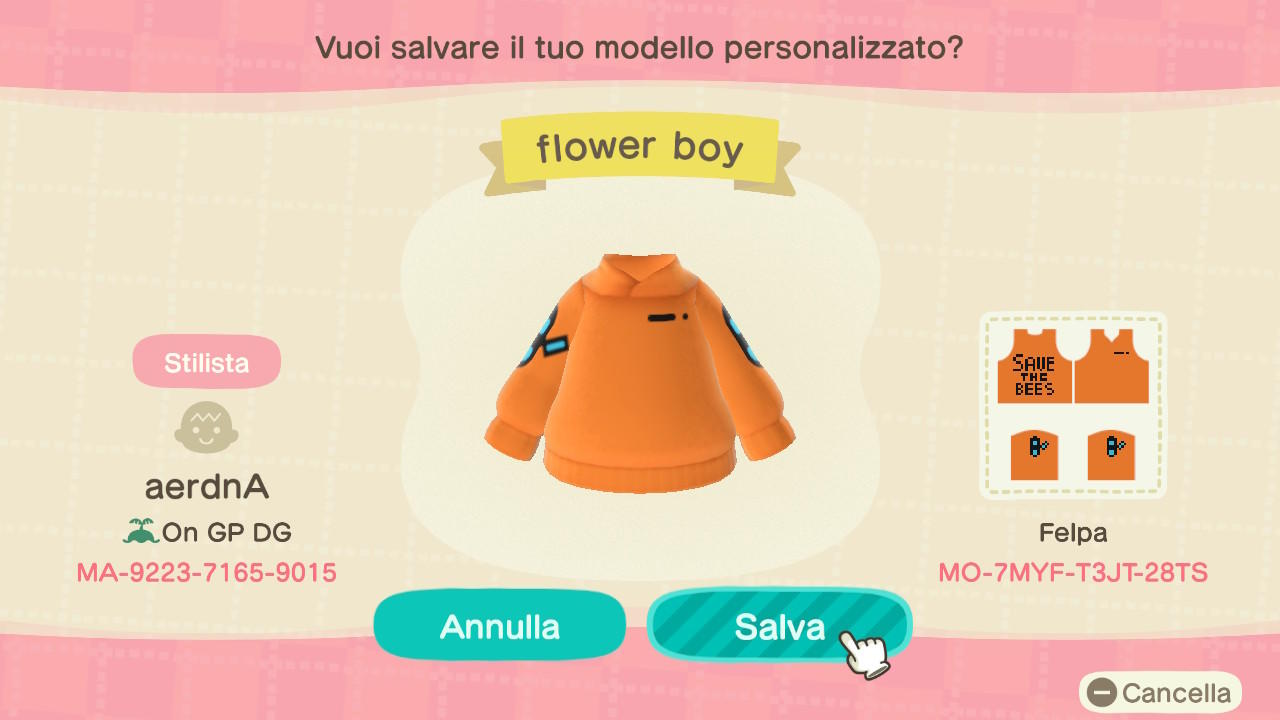 Vuoi salvare il tuo modello personalizzato?
flower boy
Stilista
aerdnA
On GP DG
MA-9223-7165-9015
SAVE
THE
BEES
Felpa
MO-7MYF-T3JT-28TS
Annulla
Salva
Cancella